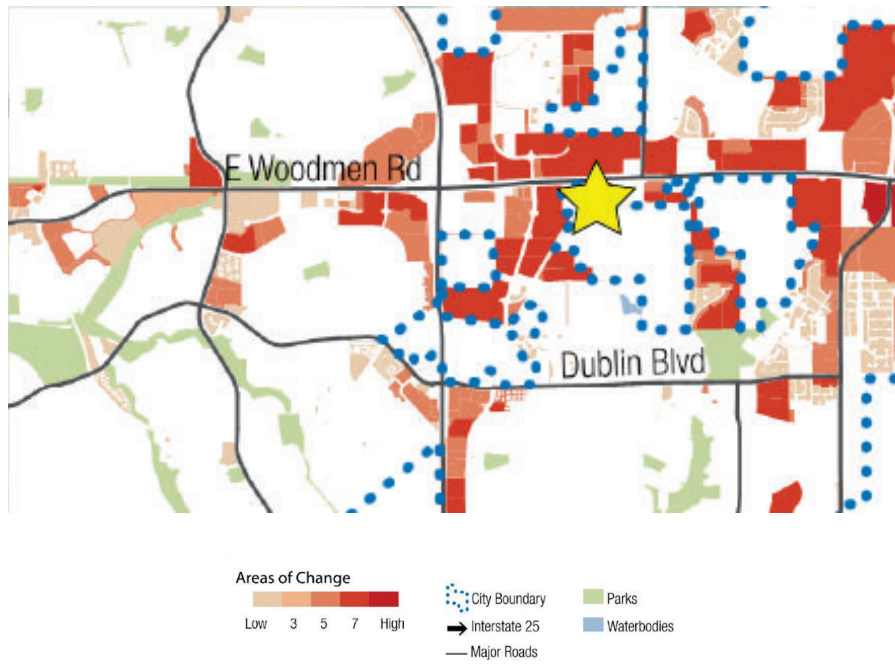 E Woodmen Rd
Dublin Blvd
Areas of Change
Low 3 5 7 High
City Boundary
Interstate 25
Major Roads
Parks
Waterbodies